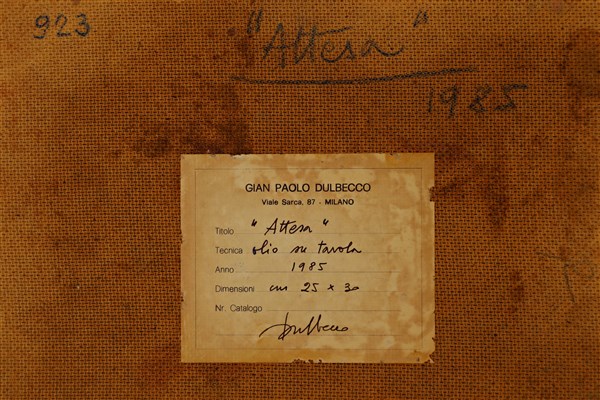 923
"Attesa"
1985
GIAN PAOLO DULBECCO
Viale Sarca, 87 - MILANO
Titolo "Attesa"
Tecnica olio su tavola
Anno 1985
Dimensioni cm 25 x 30
Nr. Catalogo
Dulbecco